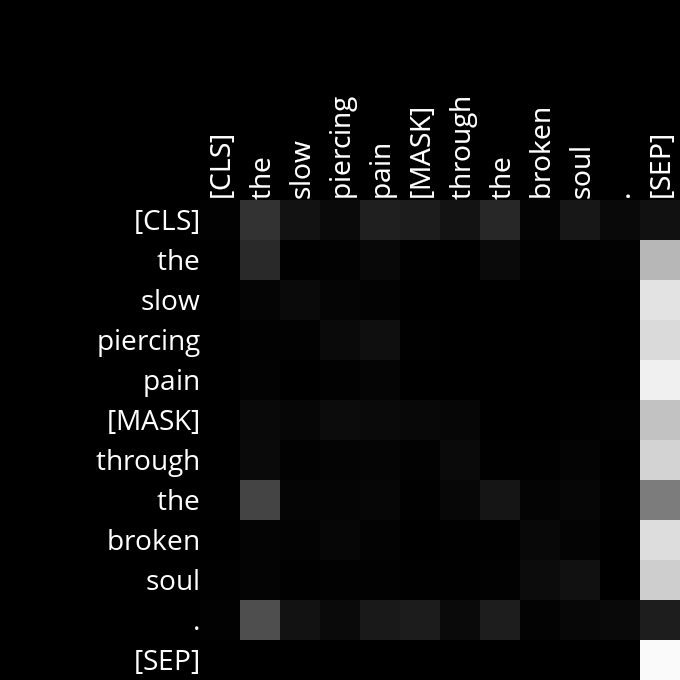 [CLS] the slow piercing pain [MASK] through the broken soul . [SEP]
[CLS]
the
slow
piercing
pain
[MASK]
through
the
broken
soul
.
[SEP]